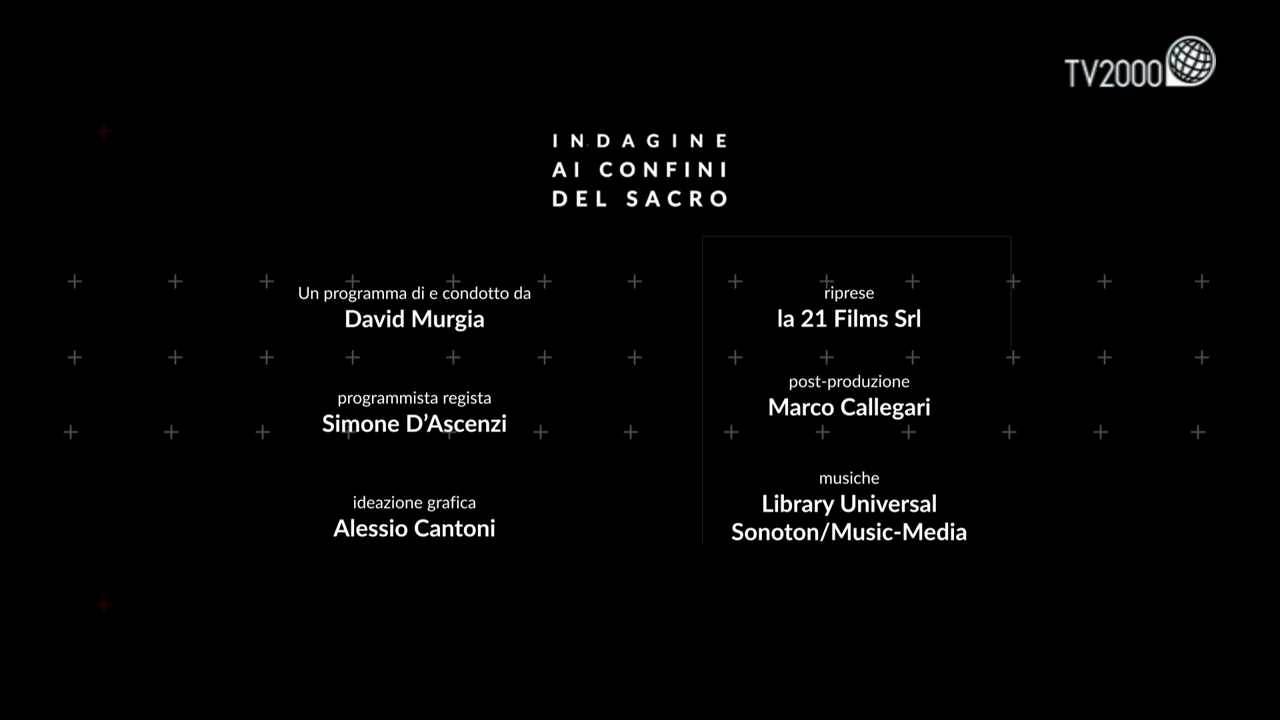 TV2000
INDAGINE
AI CONFINI
DEL SACRO
Un programma di e condotto da
David Murgia
programmista regista
Simone D’Ascenzi
ideazione grafica
Alessio Cantoni
riprese
la 21 Films Srl
post-produzione
Marco Callegari
musiche
Library Universal
Sonoton/Music-Media